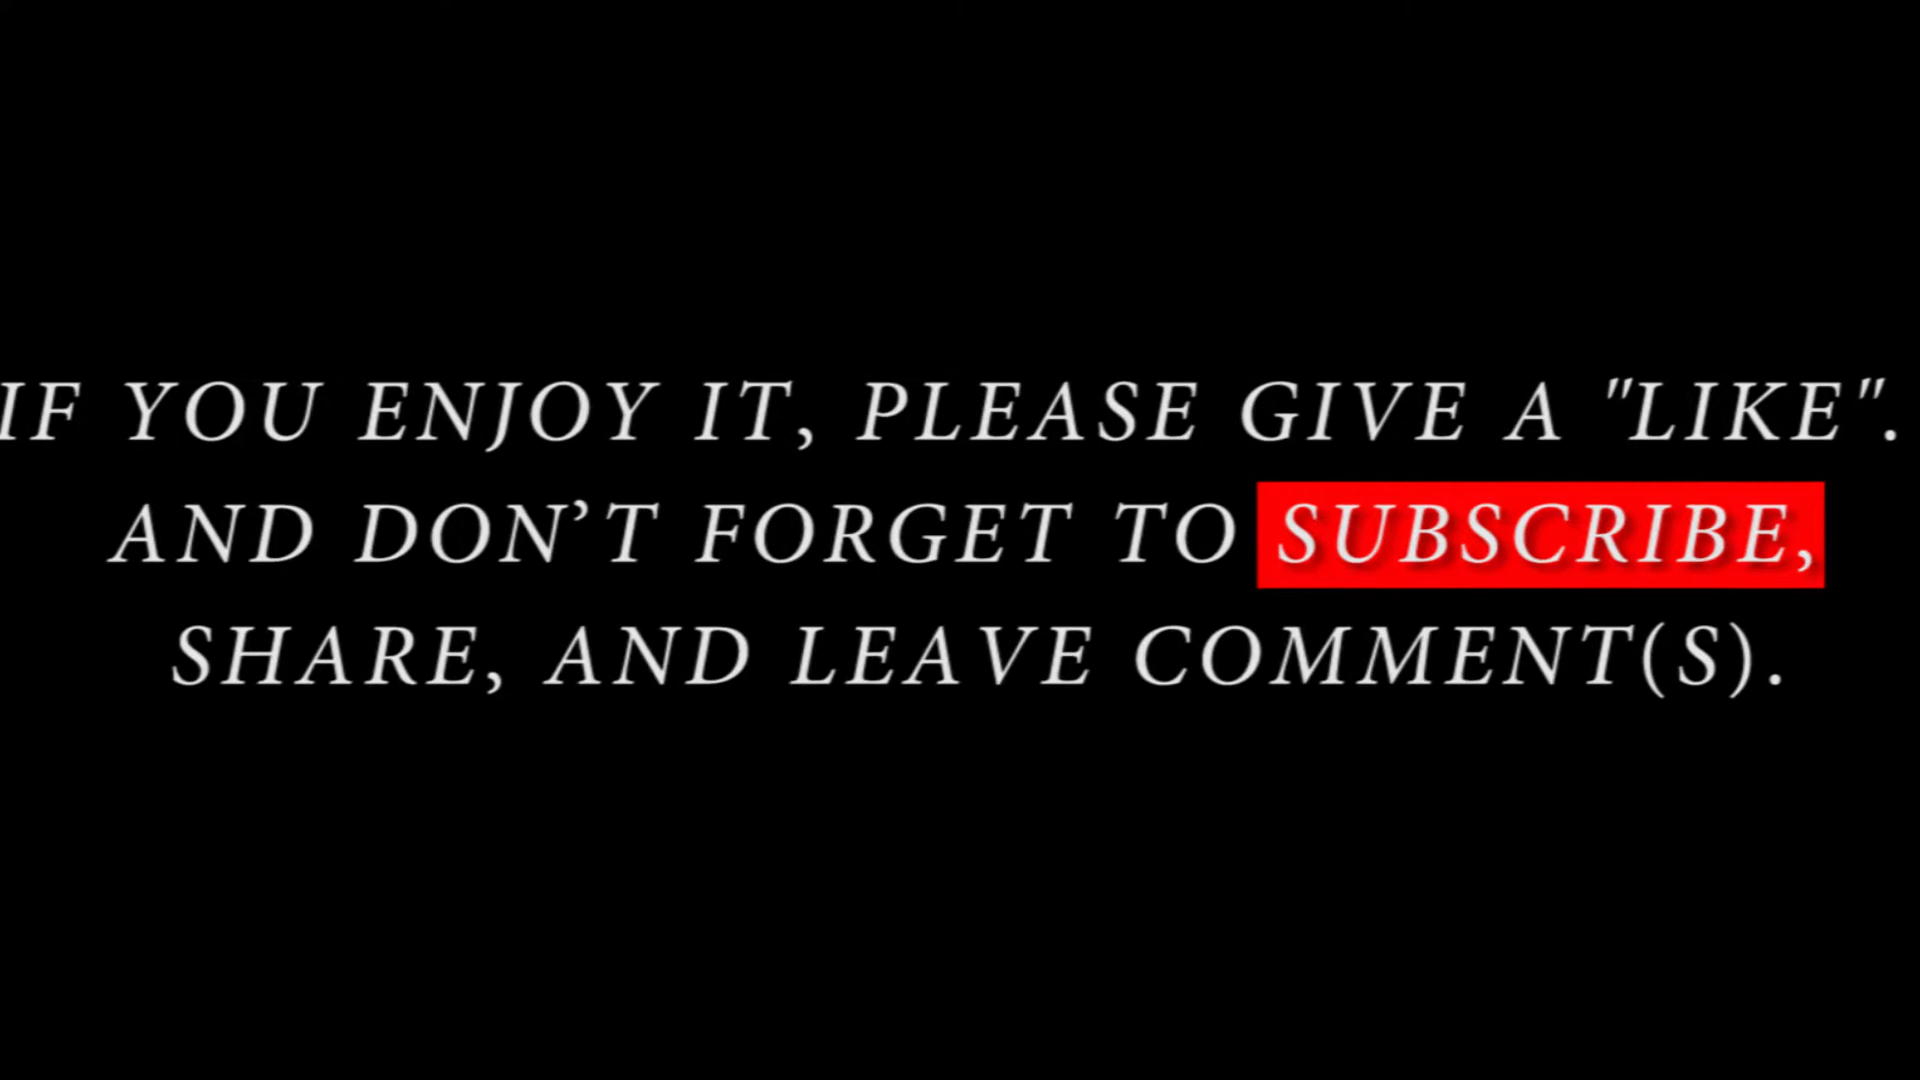 IF YOU ENJOY IT, PLEASE GIVE A "LIKE".
AND DON’T FORGET TO SUBSCRIBE,
SHARE, AND LEAVE COMMENT(S).